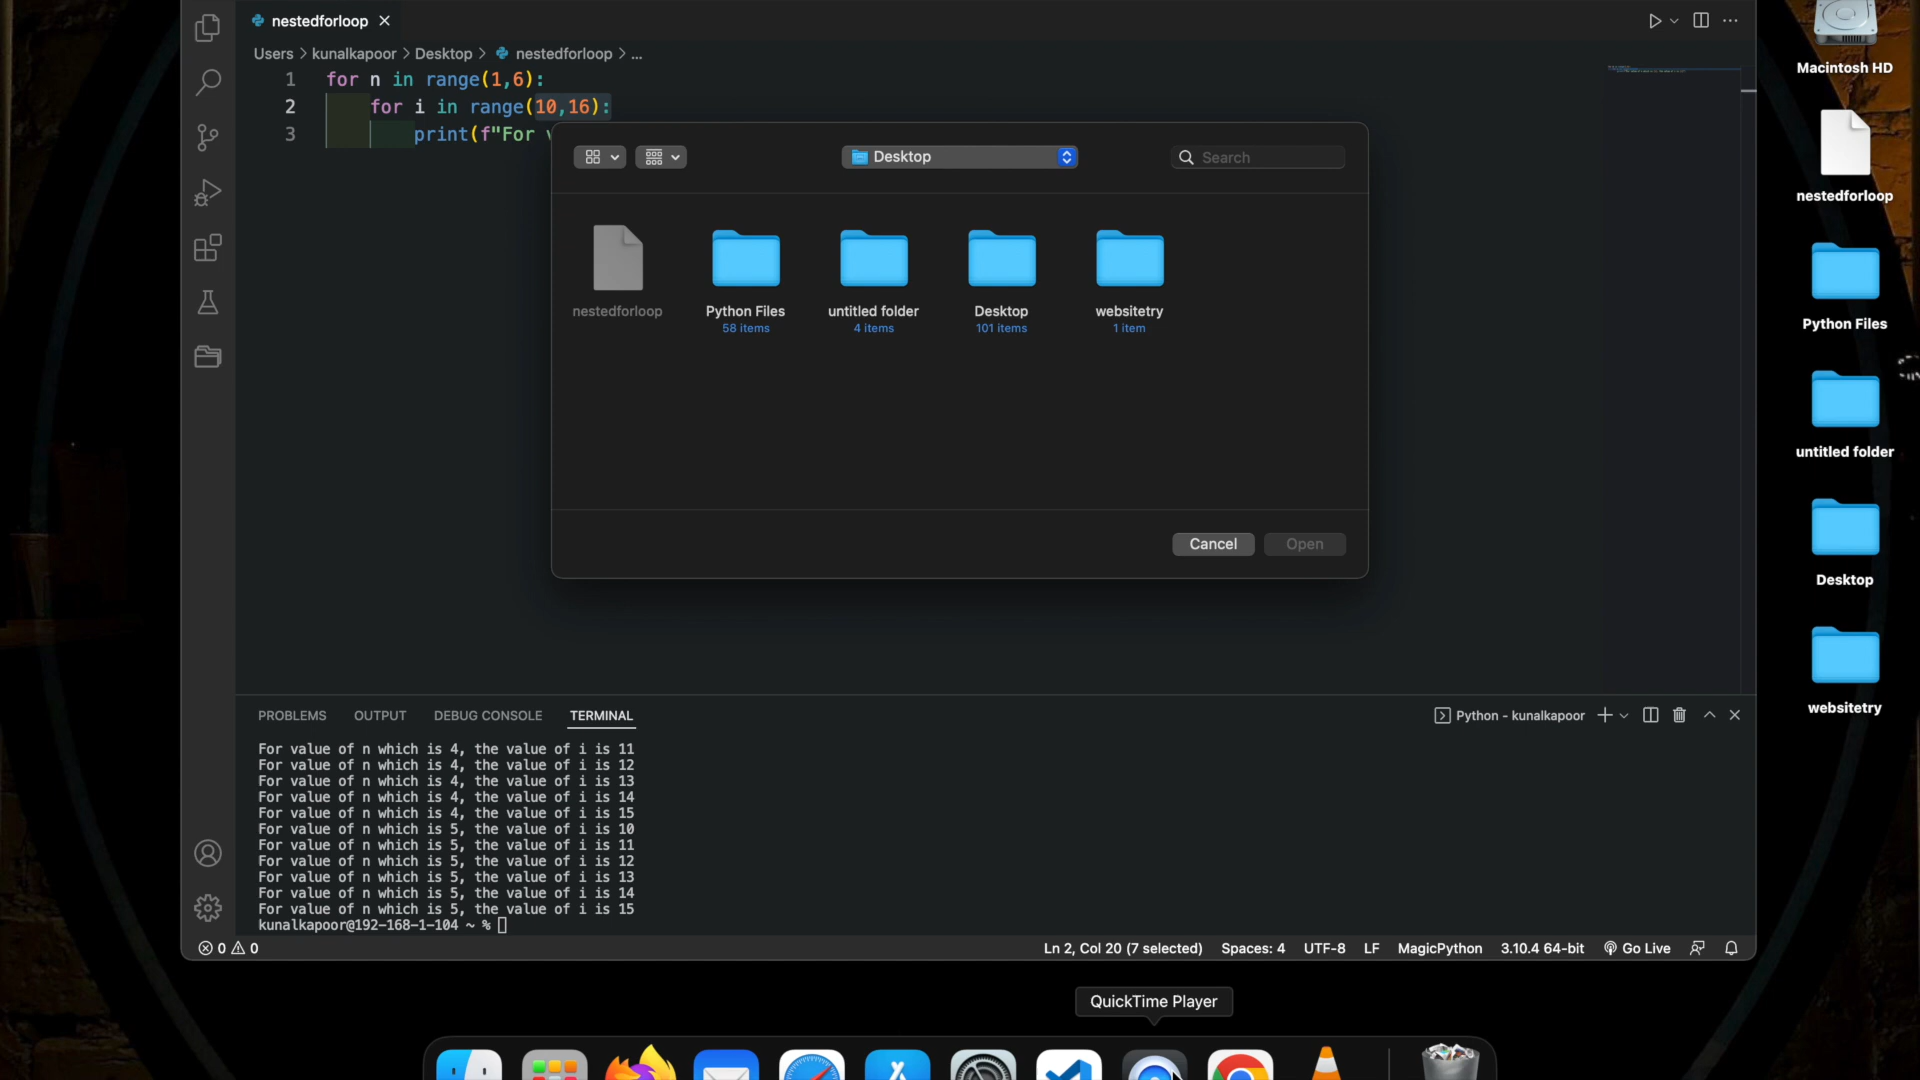 nestedforloop
Users > kunalkapoor > Desktop > nestedforloop > ...
1 for n in range(1,6):
2 for i in range(10,16):
3 print(f"For
Desktop
Search
nestedforloop
Python Files
58 items
untitled folder
4 items
Desktop
101 items
websitetry
1 item
Cancel
Open
Macintosh HD
nestedforloop
Python Files
untitled folder
Desktop
websitetry
PROBLEMS OUTPUT DEBUG CONSOLE TERMINAL
Python - kunalkapoor
For value of n which is 4, the value of i is 11
For value of n which is 4, the value of i is 12
For value of n which is 4, the value of i is 13
For value of n which is 4, the value of i is 14
For value of n which is 4, the value of i is 15
For value of n which is 5, the value of i is 10
For value of n which is 5, the value of i is 11
For value of n which is 5, the value of i is 12
For value of n which is 5, the value of i is 13
For value of n which is 5, the value of i is 14
For value of n which is 5, the value of i is 15
kunalkapoor@192-168-1-104 ~ %
0 0
Ln 2, Col 20 (7 selected) Spaces: 4 UTF-8 LF MagicPython 3.10.4 64-bit Go Live
QuickTime Player